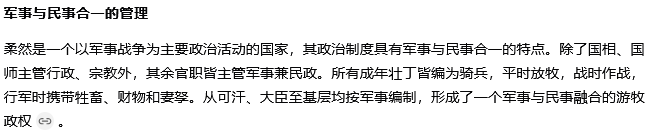 军事与民事合一的管理
柔然是一个以军事战争为主要政治活动的国家，其政治制度具有军事与民事合一的特点。除了国相、国
师主管行政、宗教外，其余官职皆主管军事兼民政。所有成年壮丁皆编为骑兵，平时放牧，战时作战，
行军时携带牲畜、财物和妻孥。从可汗、大臣至基层均按军事编制，形成了一个军事与民事融合的游牧
政权。